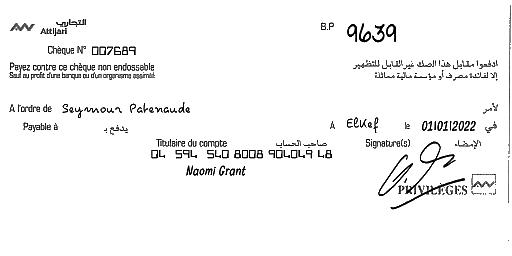 التجاري
Attijari
B.P 9639
Chèque N° 007689
Payez contre ce chèque non endossable
Sauf au profit d'une banque ou d'un organisme assimilé
ادفعوا مقابل هذا الصك غير القابل للتظهير
إلا لفائدة مصرف أو مؤسسة مالية مماثلة
A l'ordre de Seymour Patenaude لأمر
Payable à يدفع بـ A ElKef le 01/01/2022 في
Titulaire du compte صاحب الحساب Signature(s) الإمضاء
04 594 540 8008 904049 48
Naomi Grant
PRIVILÈGES